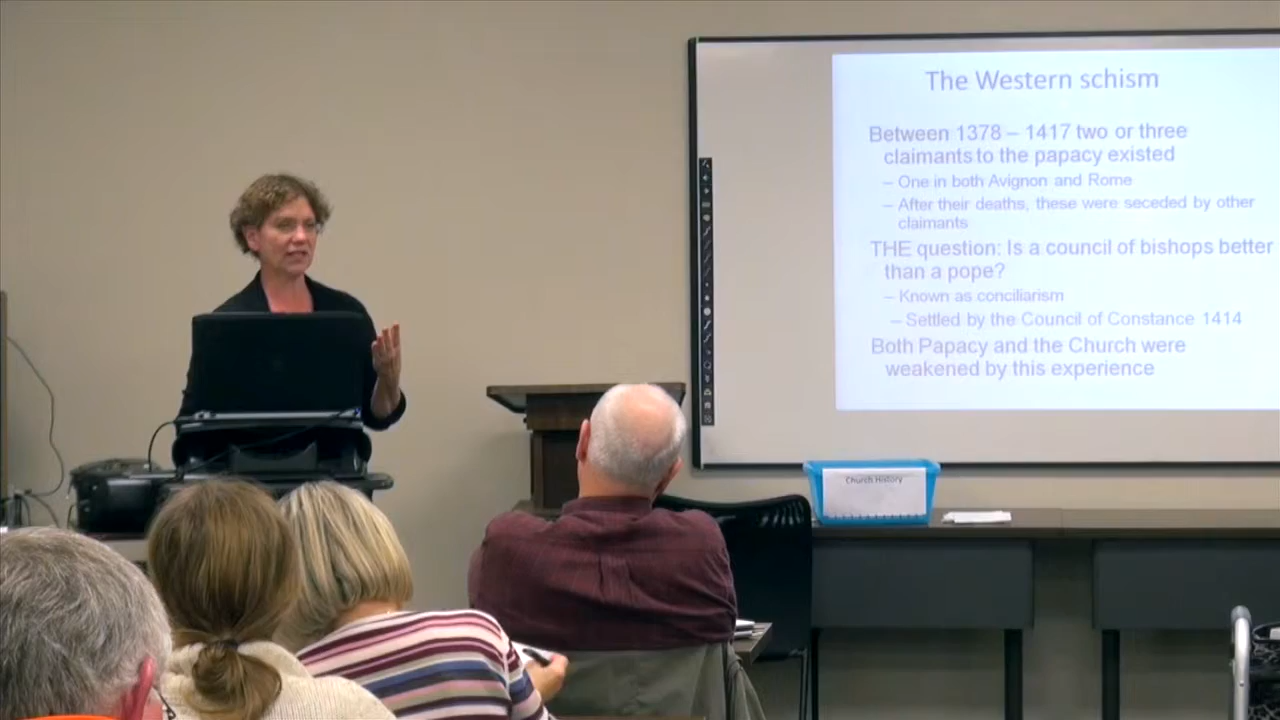 The Western schism
Between 1378 – 1417 two or three
claimants to the papacy existed
– One in both Avignon and Rome
– After their deaths, these were seceded by other
claimants
THE question: Is a council of bishops better
than a pope?
– Known as conciliarism
– Settled by the Council of Constance 1414
Both Papacy and the Church were
weakened by this experience
Church History